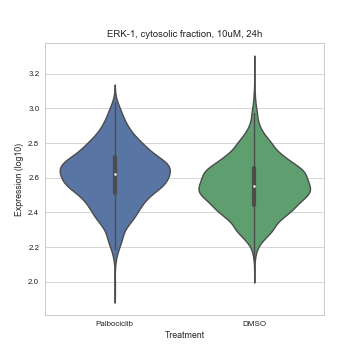 ERK-1, cytosolic fraction, 10uM, 24h
Expression (log10)
3.2
3.0
2.8
2.6
2.4
2.2
2.0
Palbociclib
DMSO
Treatment